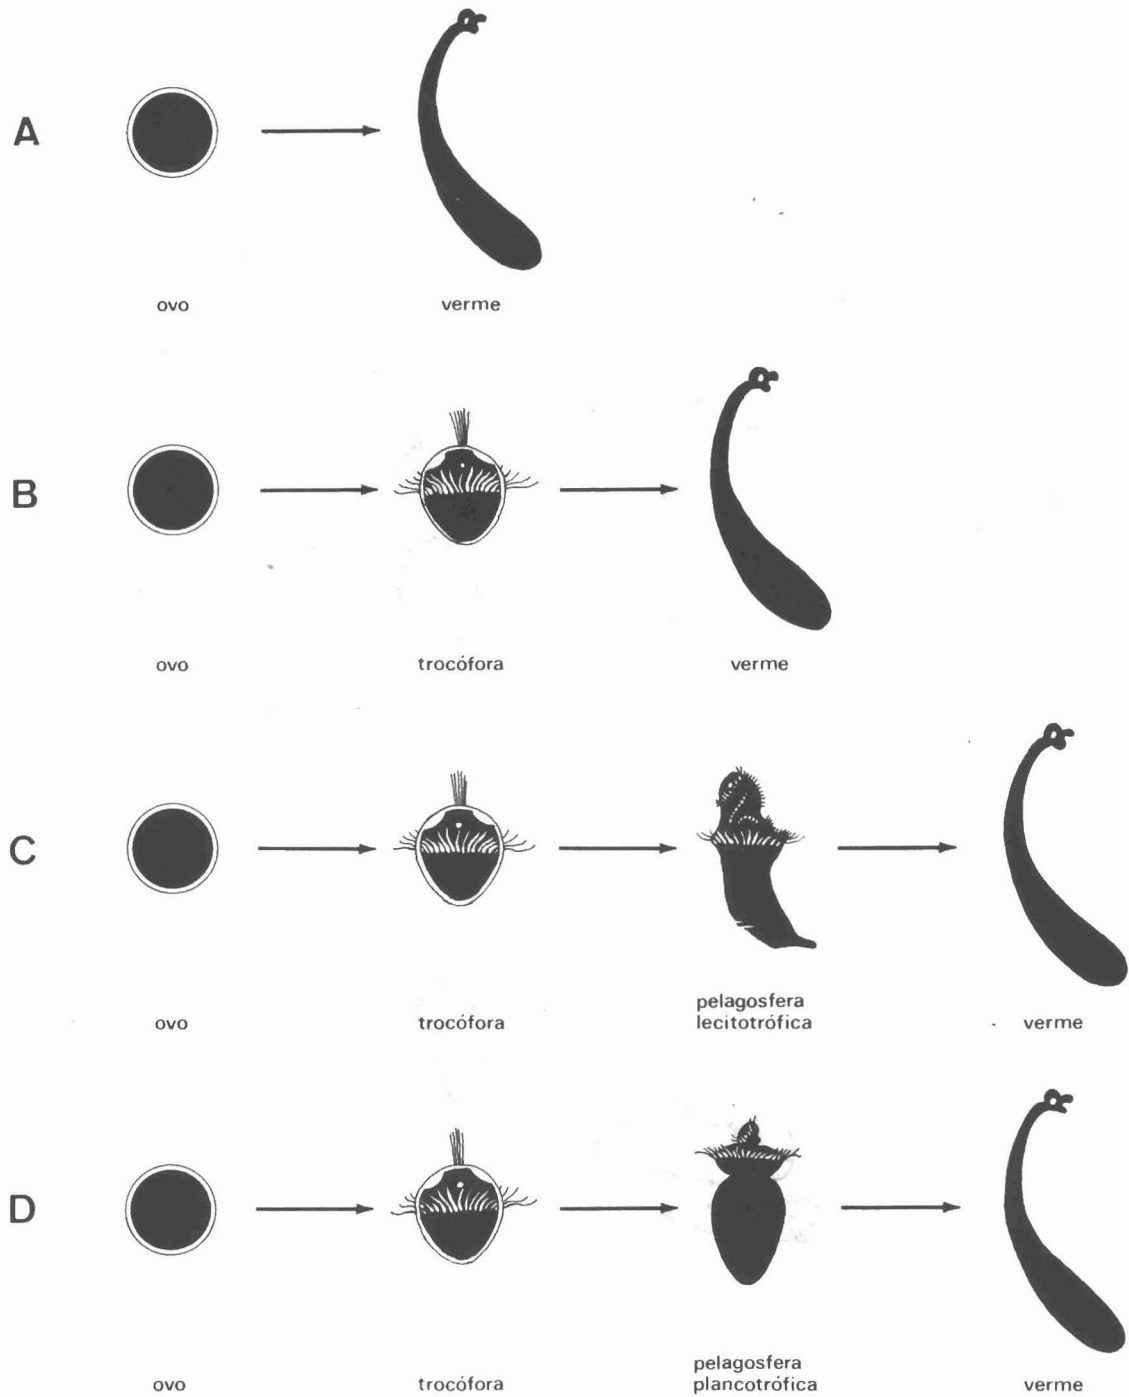 A
ovo
verme
B
ovo
trocófora
verme
C
ovo
trocófora
pelagosfera
lecitotrófica
verme
D
ovo
trocófora
pelagosfera
plancotrófica
verme